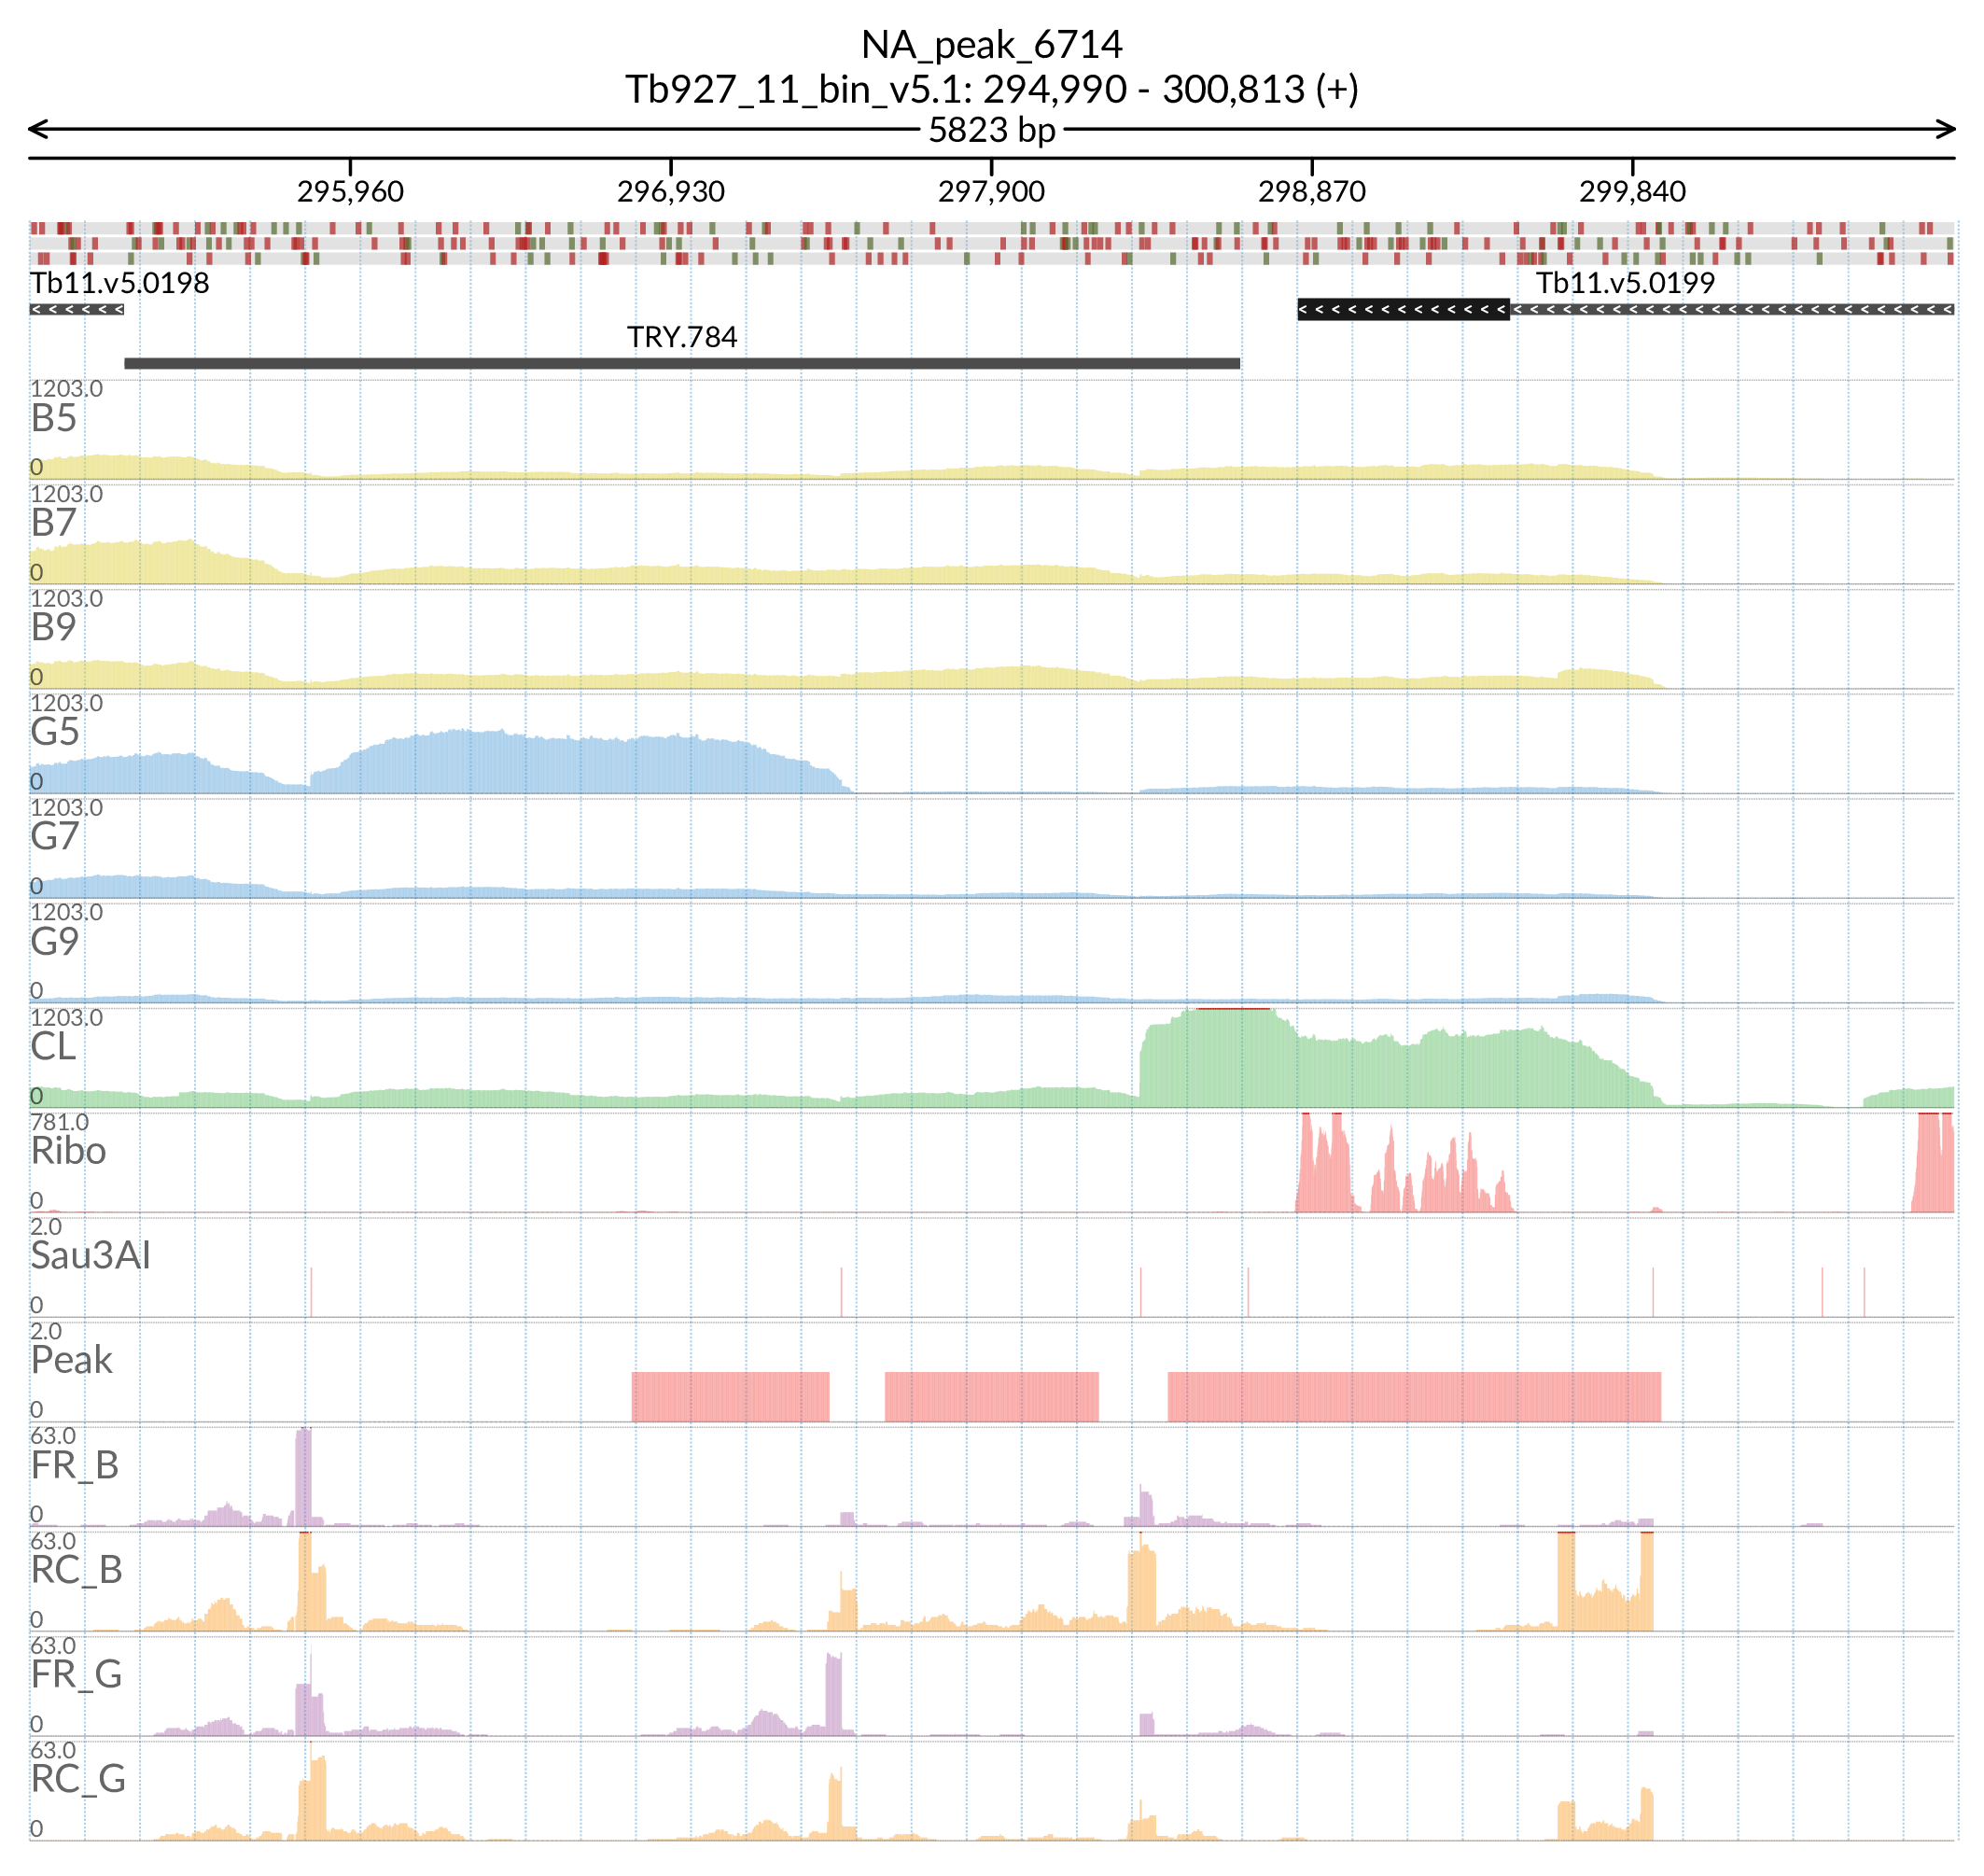 NA_peak_6714
Tb927_11_bin_v5.1: 294,990 - 300,813 (+)
5823 bp
295,960 296,930 297,900 298,870 299,840
Tb11.v5.0198 Tb11.v5.0199
TRY.784
1203.0
B5
0
1203.0
B7
0
1203.0
B9
0
1203.0
G5
0
1203.0
G7
0
1203.0
G9
0
1203.0
CL
0
781.0
Ribo
0
2.0
Sau3AI
0
2.0
Peak
0
63.0
FR_B
0
63.0
RC_B
0
63.0
FR_G
0
63.0
RC_G
0